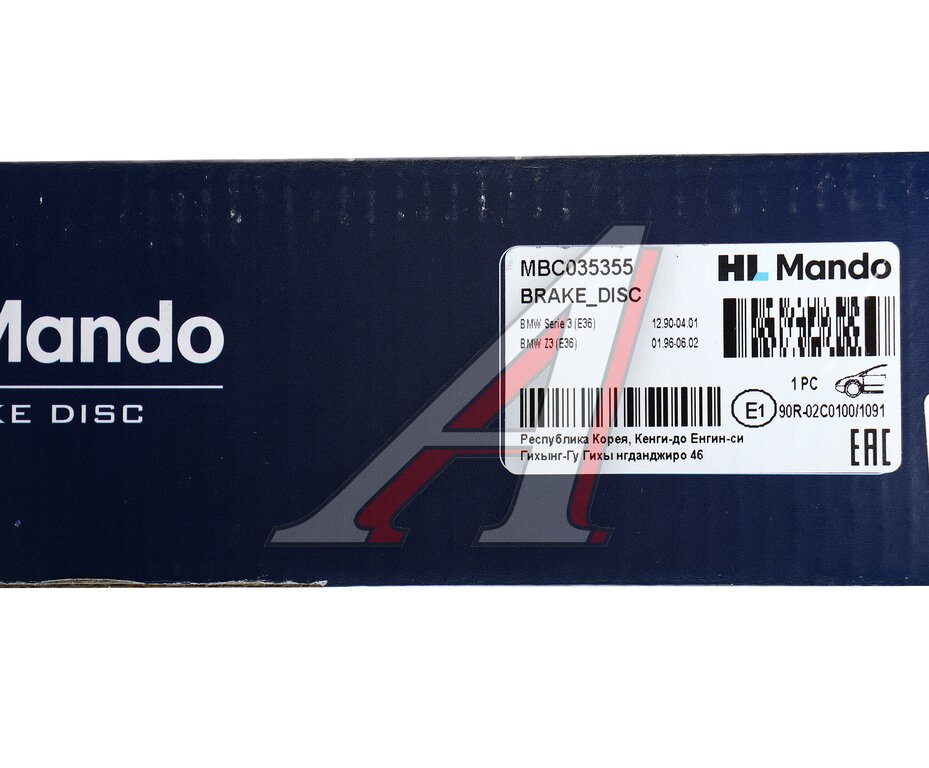 Mando
KE DISC
MBC035355
HL Mando
BRAKE_DISC
BMW Serie 3 (E36) 12.90-04.01
BMW Z3 (E36) 01.96-06.02
1 PC
E1 90R-02C0100/1091
Республика Корея, Кенги-до Енгин-си
Гихынг-Гу Гихы нгданджиро 46
EAC